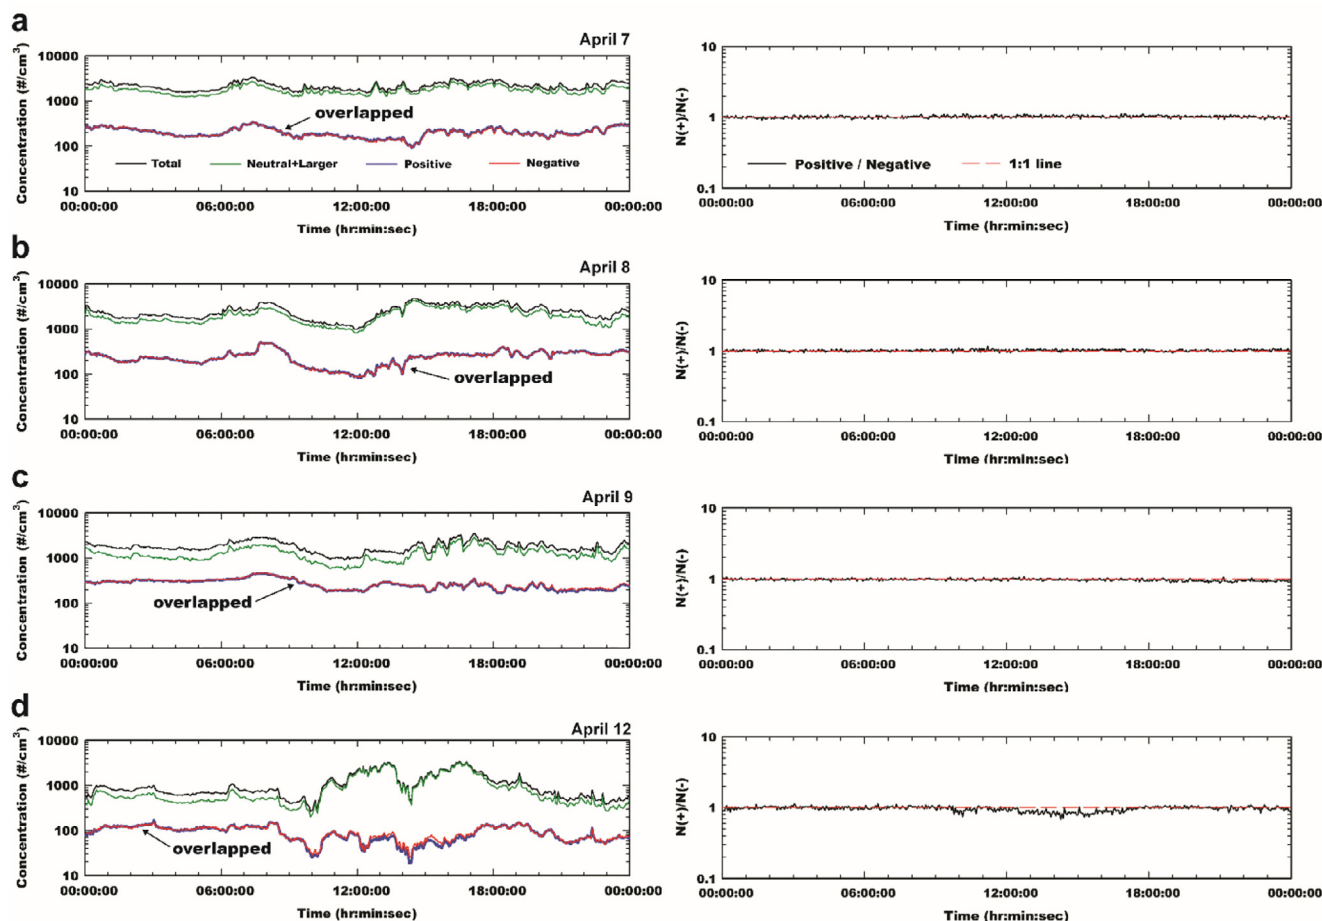 a
April 7
Concentration (#/cm³)
10000
1000
100
10
overlapped
Total
Neutral+Larger
Positive
Negative
00:00:00
06:00:00
12:00:00
18:00:00
00:00:00
Time (hr:min:sec)
N(+)/N(-)
10
1
0.1
Positive / Negative
1:1 line
00:00:00
06:00:00
12:00:00
18:00:00
00:00:00
Time (hr:min:sec)
b
April 8
Concentration (#/cm³)
10000
1000
100
10
overlapped
00:00:00
06:00:00
12:00:00
18:00:00
00:00:00
Time (hr:min:sec)
N(+)/N(-)
10
1
0.1
00:00:00
06:00:00
12:00:00
18:00:00
00:00:00
Time (hr:min:sec)
c
April 9
Concentration (#/cm³)
10000
1000
100
10
overlapped
00:00:00
06:00:00
12:00:00
18:00:00
00:00:00
Time (hr:min:sec)
N(+)/N(-)
10
1
0.1
00:00:00
06:00:00
12:00:00
18:00:00
00:00:00
Time (hr:min:sec)
d
April 12
Concentration (#/cm³)
10000
1000
100
10
overlapped
00:00:00
06:00:00
12:00:00
18:00:00
00:00:00
Time (hr:min:sec)
N(+)/N(-)
10
1
0.1
00:00:00
06:00:00
12:00:00
18:00:00
00:00:00
Time (hr:min:sec)